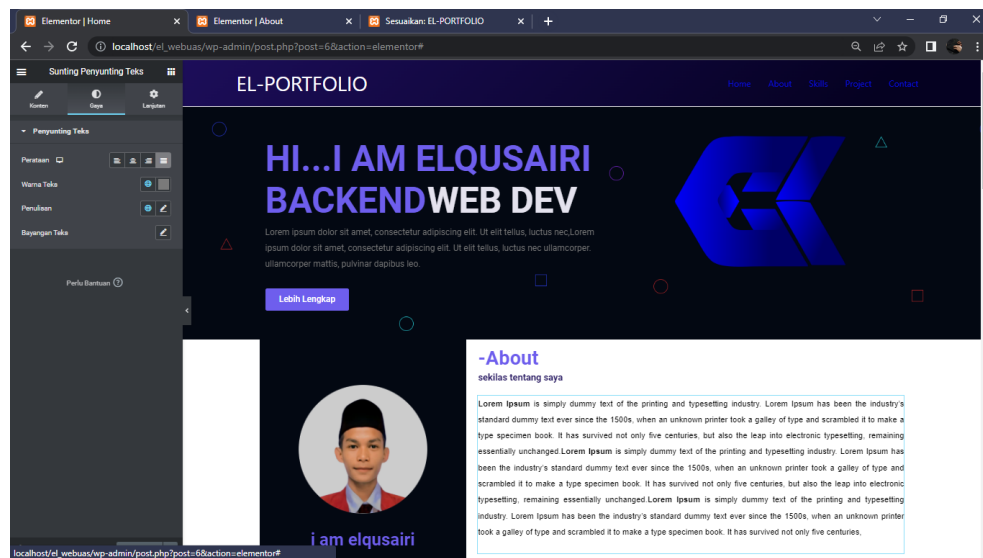 Elementor | Home
Elementor | About
Sesuaikan: EL-PORTFOLIO
localhost/el_webuas/wp-admin/post.php?post=6&action=elementor#
Sunting Penyunting Teks
Konten
Gaya
Lanjutan
Penyunting Teks
Perataan
Warna Teks
Penulisan
Bayangan Teks
Perlu Bantuan
EL-PORTFOLIO
Home About Skills Project Contact
HI...I AM ELQUSAIRI
BACKENDWEB DEV
Lorem ipsum dolor sit amet, consectetur adipiscing elit. Ut elit tellus, luctus nec,Lorem
ipsum dolor sit amet, consectetur adipiscing elit. Ut elit tellus, luctus nec ullamcorper.
ullamcorper mattis, pulvinar dapibus leo.
Lebih Lengkap
i am elqusairi
-About
sekilas tentang saya
Lorem Ipsum is simply dummy text of the printing and typesetting industry. Lorem Ipsum has been the industry's
standard dummy text ever since the 1500s, when an unknown printer took a galley of type and scrambled it to make a
type specimen book. It has survived not only five centuries, but also the leap into electronic typesetting, remaining
essentially unchanged.Lorem Ipsum is simply dummy text of the printing and typesetting industry. Lorem Ipsum has
been the industry's standard dummy text ever since the 1500s, when an unknown printer took a galley of type and
scrambled it to make a type specimen book. It has survived not only five centuries, but also the leap into electronic
typesetting, remaining essentially unchanged.Lorem Ipsum is simply dummy text of the printing and typesetting
industry. Lorem Ipsum has been the industry's standard dummy text ever since the 1500s, when an unknown printer
took a galley of type and scrambled it to make a type specimen book. It has survived not only five centuries,
localhost/el_webuas/wp-admin/post.php?post=6&action=elementor#